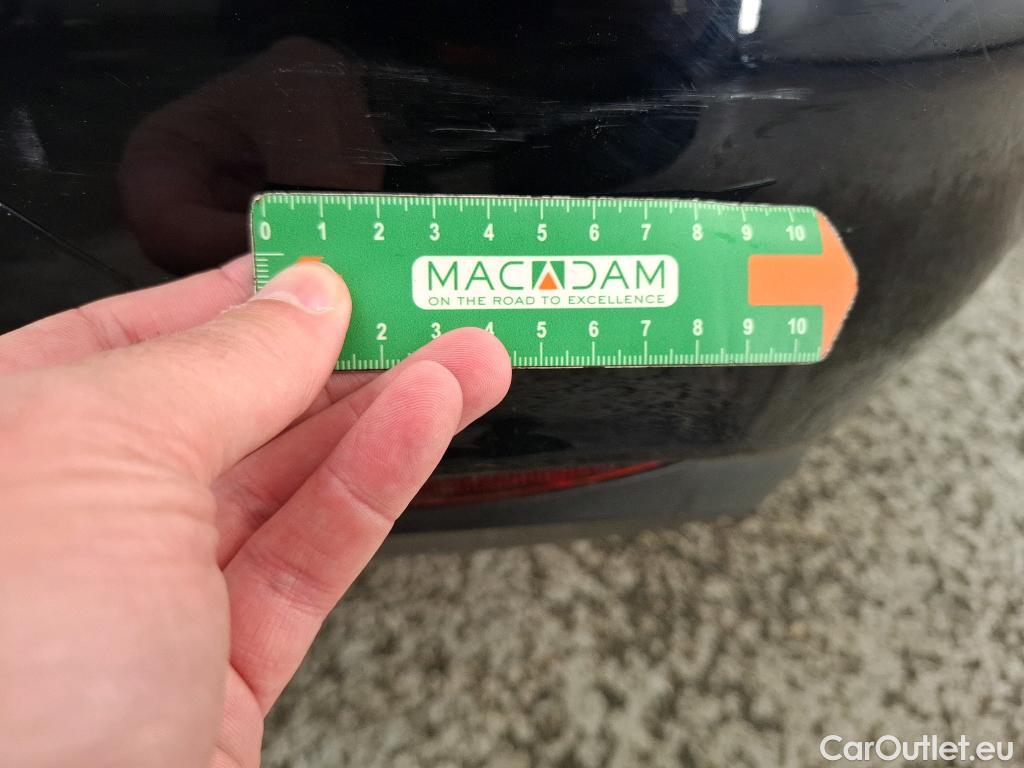 0 1 2 3 4 5 6 7 8 9 10
MACADAM
ON THE ROAD TO EXCELLENCE
2 3 4 5 6 7 8 9 10
CarOutlet.eu